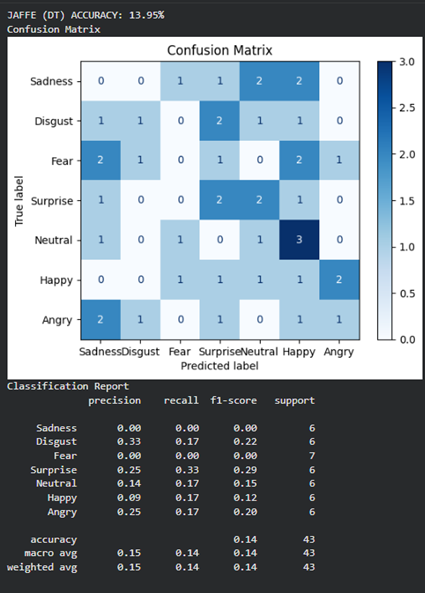 JAFFE (DT) ACCURACY: 13.95%
Confusion Matrix
Confusion Matrix
Sadness 0 0 1 1 2 2 0
Disgust 1 1 0 2 1 1 0
Fear 2 1 0 1 0 2 1
Surprise 1 0 0 2 2 1 0
Neutral 1 0 1 0 1 3 0
Happy 0 0 1 1 1 1 2
Angry 2 1 0 1 0 1 1
True label
Sadness Disgust Fear Surprise Neutral Happy Angry
Predicted label
3.0
2.5
2.0
1.5
1.0
0.5
0.0
Classification Report
precision recall f1-score support
Sadness 0.00 0.00 0.00 6
Disgust 0.33 0.17 0.22 6
Fear 0.00 0.00 0.00 7
Surprise 0.25 0.33 0.29 6
Neutral 0.14 0.17 0.15 6
Happy 0.09 0.17 0.12 6
Angry 0.25 0.17 0.20 6
accuracy 0.14 43
macro avg 0.15 0.14 0.14 43
weighted avg 0.15 0.14 0.14 43